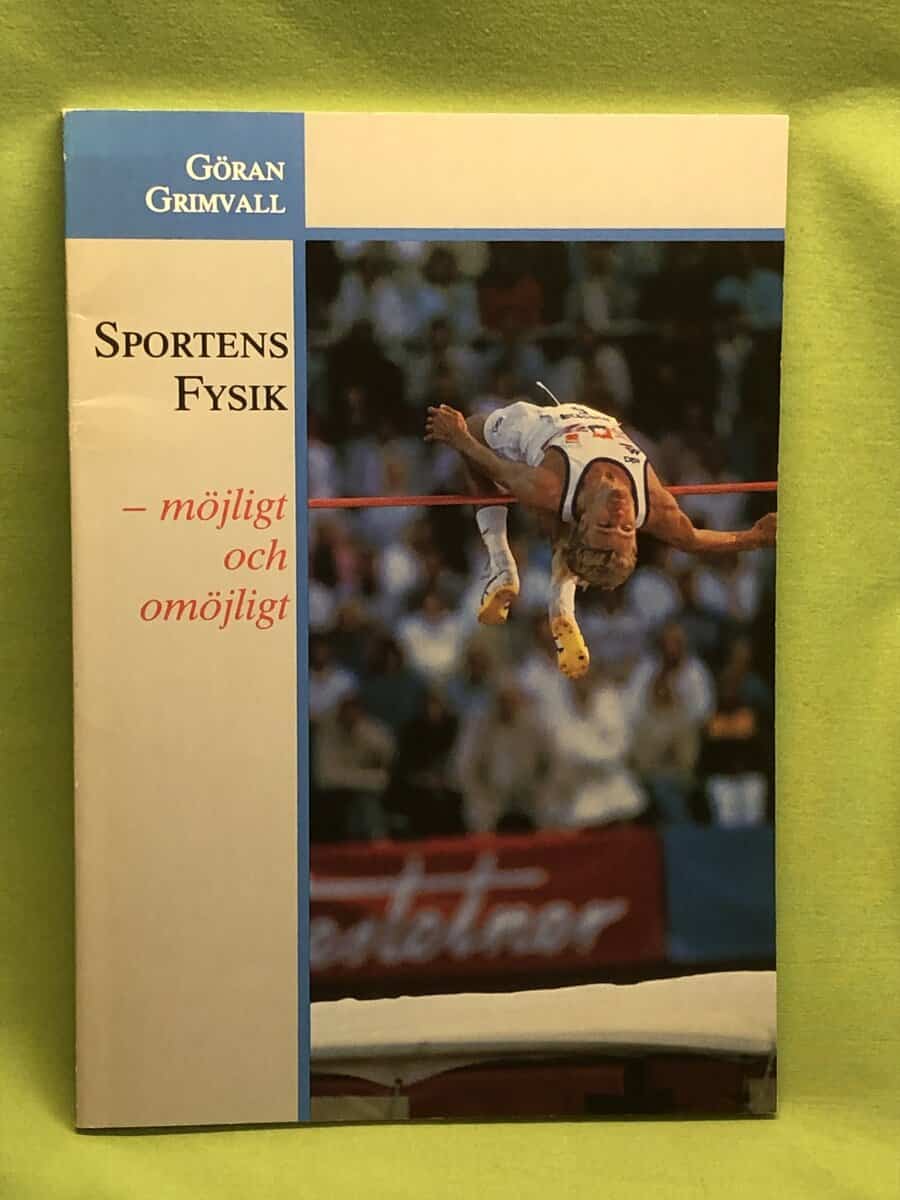 GÖRAN
GRIMVALL
SPORTENS
FYSIK
– möjligt
och
omöjligt